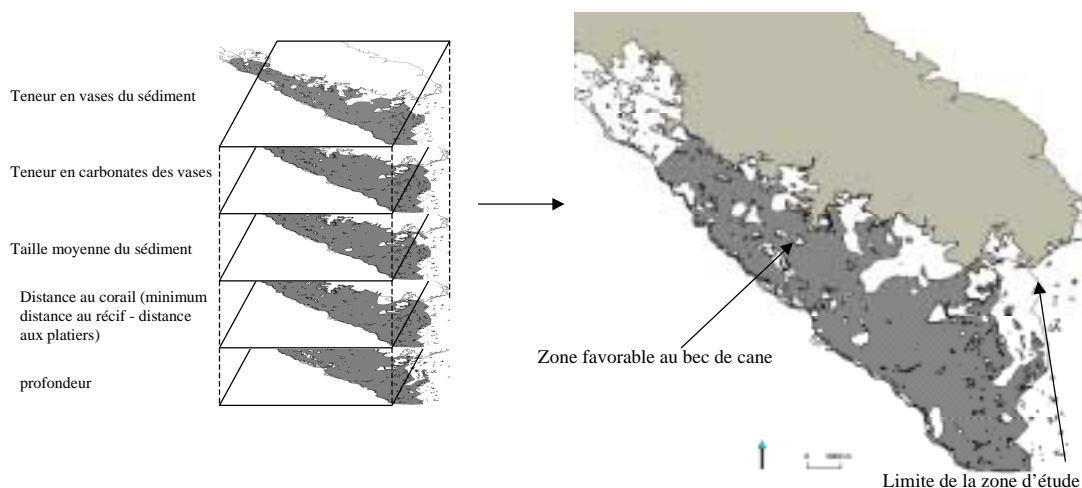 Teneur en vases du sédiment
Teneur en carbonates des vases
Taille moyenne du sédiment
Distance au corail (minimum
distance au récif - distance
aux platiers)
profondeur
Zone favorable au bec de cane
Limite de la zone d'étude